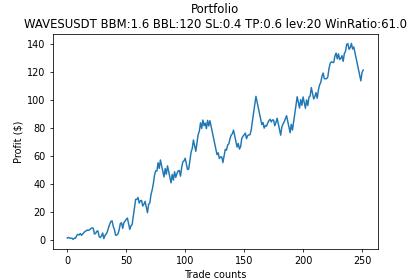 Portfolio
WAVESUSDT BBM:1.6 BBL:120 SL:0.4 TP:0.6 lev:20 WinRatio:61.0
140
120
100
80
60
40
20
0
Profit ($)
0 50 100 150 200 250
Trade counts